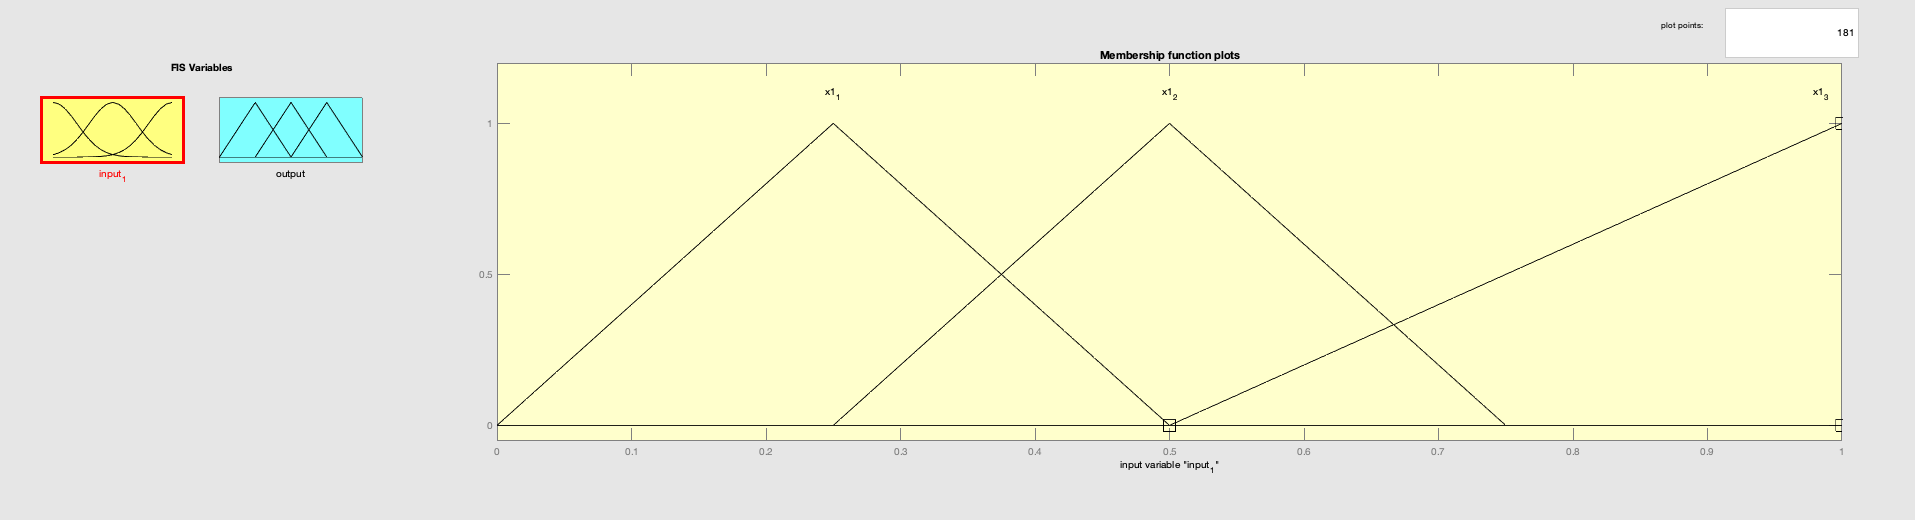 plot points:
181
FIS Variables
Membership function plots
input1
output
x11
x12
x13
1
0.5
0
0 0.1 0.2 0.3 0.4 0.5 0.6 0.7 0.8 0.9 1
input variable "input1"